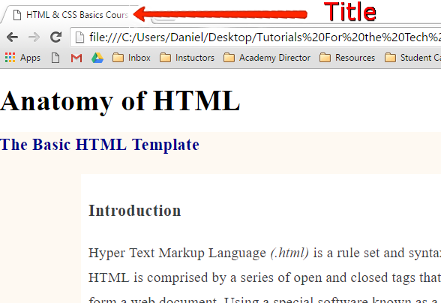 HTML & CSS Basics Cours
Title
file:///C:/Users/Daniel/Desktop/Tutorials%20For%20the%20Tech%
Apps
M
Inbox
Instuctors
Academy Director
Resources
Student Ca
Anatomy of HTML
The Basic HTML Template
Introduction
Hyper Text Markup Language (.html) is a rule set and synta
HTML is comprised by a series of open and closed tags that
form a web document. Using a special software known as a